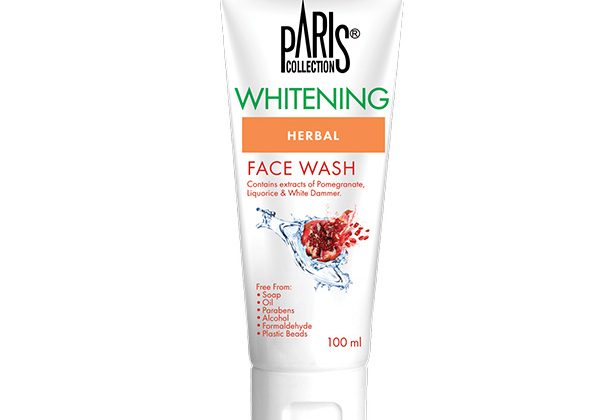 PARIS®
COLLECTION
WHITENING
HERBAL
FACE WASH
Contains extracts of Pomegranate,
Liquorice & White Dammer.
Free From:
• Soap
• Oil
• Parabens
• Alcohol
• Formaldehyde
• Plastic Beads
100 ml